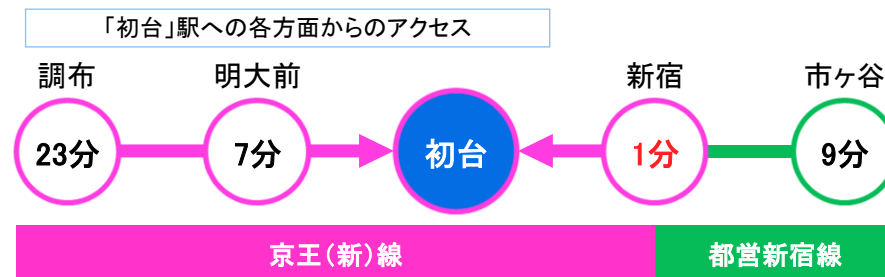 「初台」駅への各方面からのアクセス
調布
明大前
新宿
市ヶ谷
23分
7分
初台
1分
9分
京王(新)線
都営新宿線